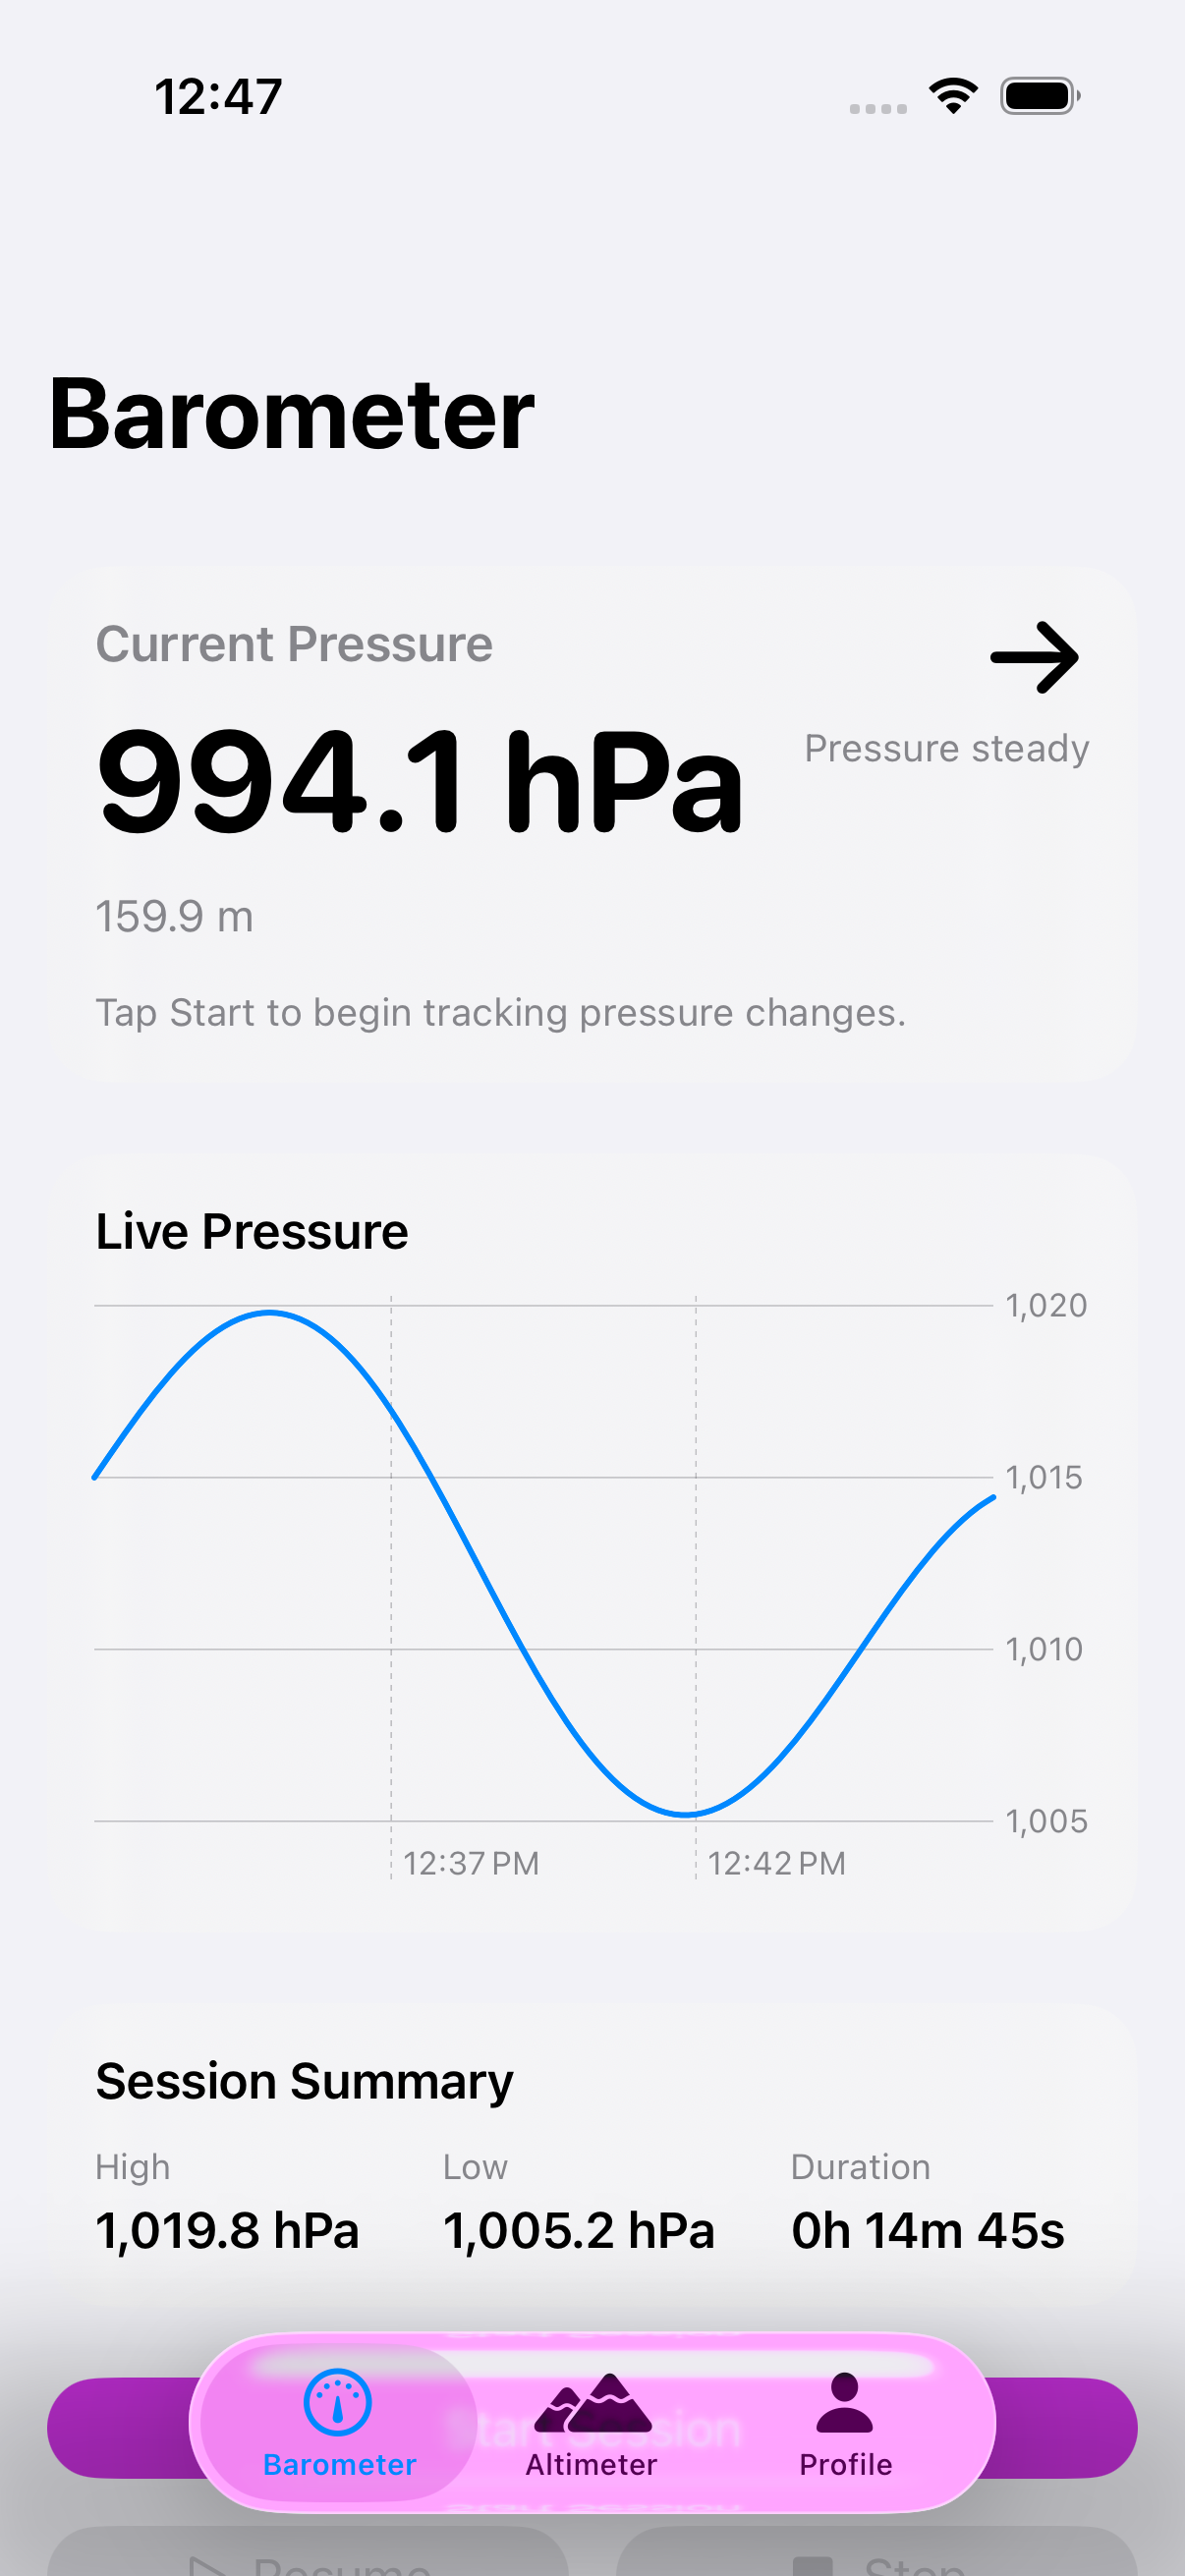 12:47
Barometer
Current Pressure
994.1 hPa
Pressure steady
159.9 m
Tap Start to begin tracking pressure changes.
Live Pressure
1,020
1,015
1,010
1,005
12:37 PM
12:42 PM
Session Summary
High
Low
Duration
1,019.8 hPa
1,005.2 hPa
0h 14m 45s
Start Session
Barometer
Altimeter
Profile
Resume
Stop